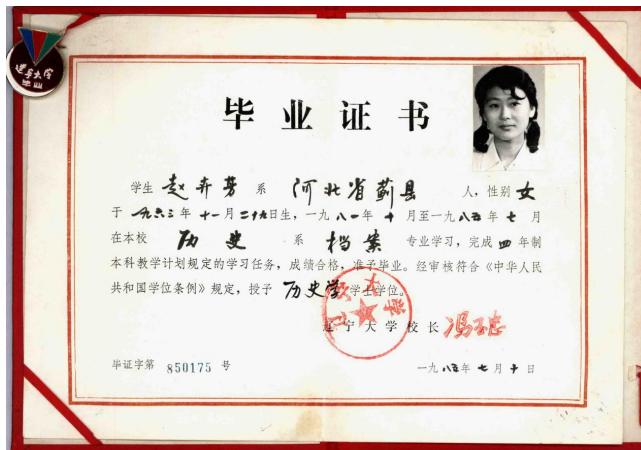 辽宁大学
毕业
毕业证书
学生 赵卉芳 系 河北省蓟县 人，性别 女
于 一九六三 年 十一 月 二十九日生，一九八一年 十 月至一九八五年 七 月
在本校 历史 系 档案 专业学习，完成 四 年制
本科教学计划规定的学习任务，成绩合格，准予毕业。经审核符合《中华人民
共和国学位条例》规定，授予 历史学 学士学位。
辽宁大学校长
毕证字第 850175 号
一九八五年 七 月 十 日